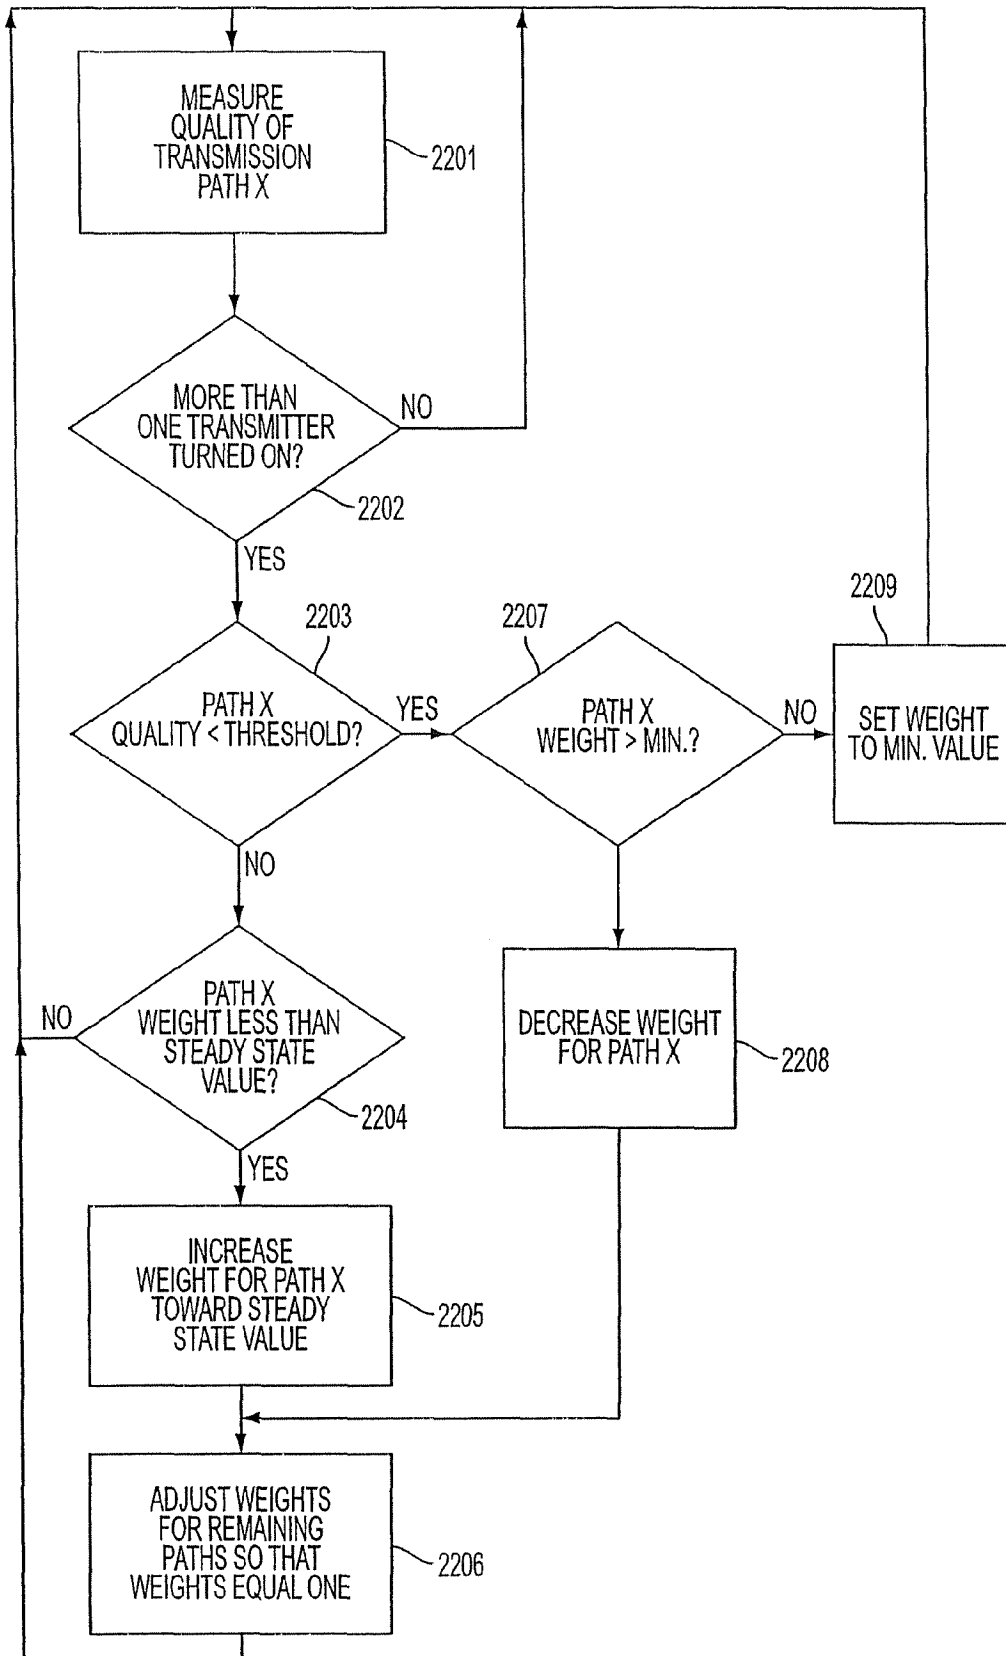 MEASURE
QUALITY OF
TRANSMISSION
PATH X
2201
MORE THAN
ONE TRANSMITTER
TURNED ON?
NO
2202
YES
2203
PATH X
QUALITY < THRESHOLD?
YES
2207
PATH X
WEIGHT > MIN.?
NO
2209
SET WEIGHT
TO MIN. VALUE
NO
PATH X
WEIGHT LESS THAN
STEADY STATE
VALUE?
NO
2204
YES
DECREASE WEIGHT
FOR PATH X
2208
INCREASE
WEIGHT FOR PATH X
TOWARD STEADY
STATE VALUE
2205
ADJUST WEIGHTS
FOR REMAINING
PATHS SO THAT
WEIGHTS EQUAL ONE
2206